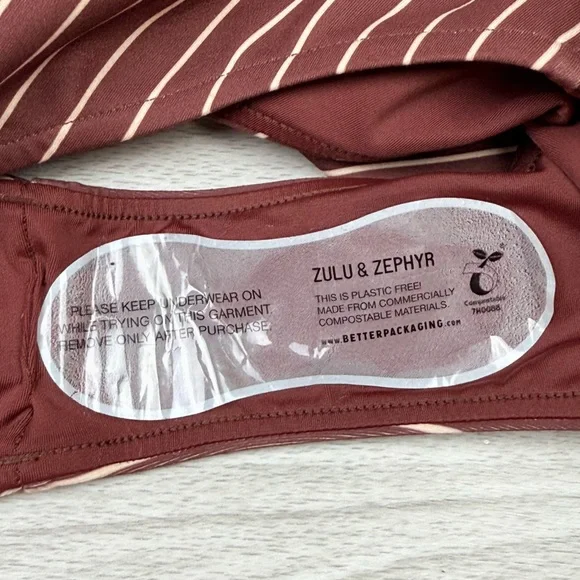 PLEASE KEEP UNDERWEAR ON
WHILE TRYING ON THIS GARMENT.
REMOVE ONLY AFTER PURCHASE.
ZULU & ZEPHYR
THIS IS PLASTIC FREE!
MADE FROM COMMERCIALLY
COMPOSTABLE MATERIALS.
www.BETTERPACKAGING.com
Compostable